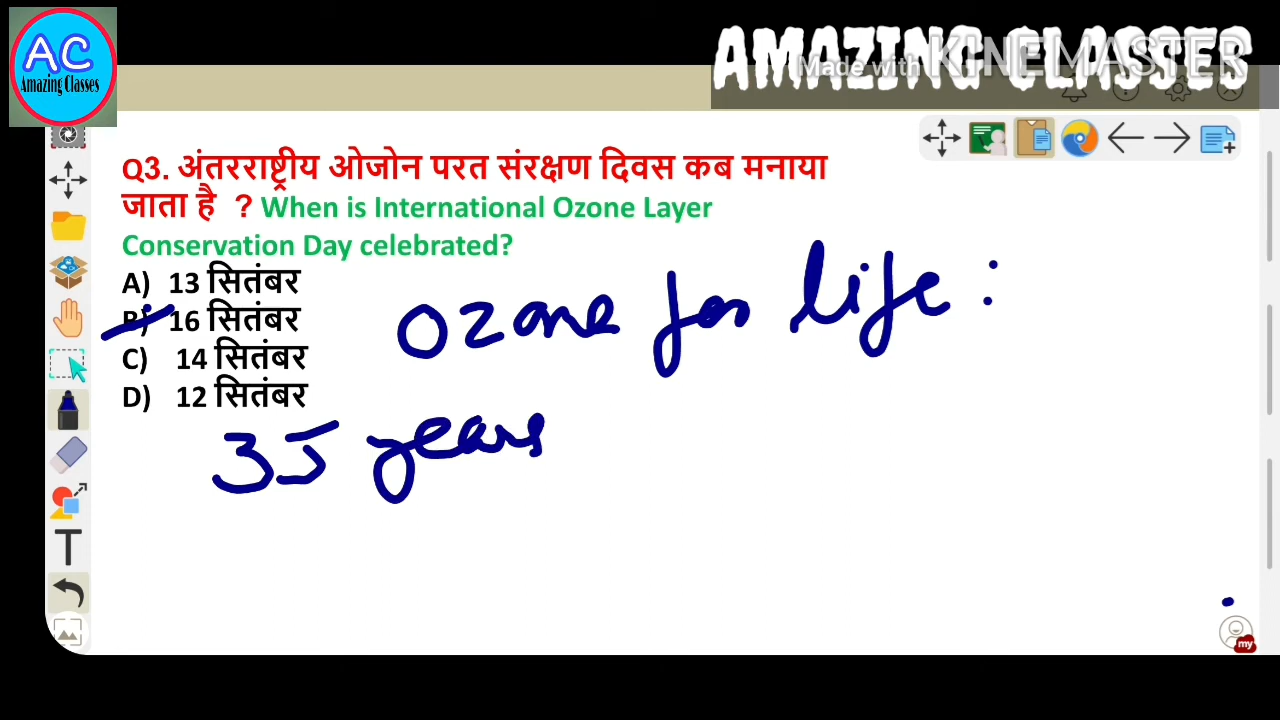 AC
Amazing Classes
AMAZING CLASSES
Made with KINEMASTER
Q3. अंतरराष्ट्रीय ओजोन परत संरक्षण दिवस कब मनाया
जाता है ? When is International Ozone Layer
Conservation Day celebrated?
A) 13 सितंबर
B) 16 सितंबर
C) 14 सितंबर
D) 12 सितंबर
Ozone for life :
35 years
T
my